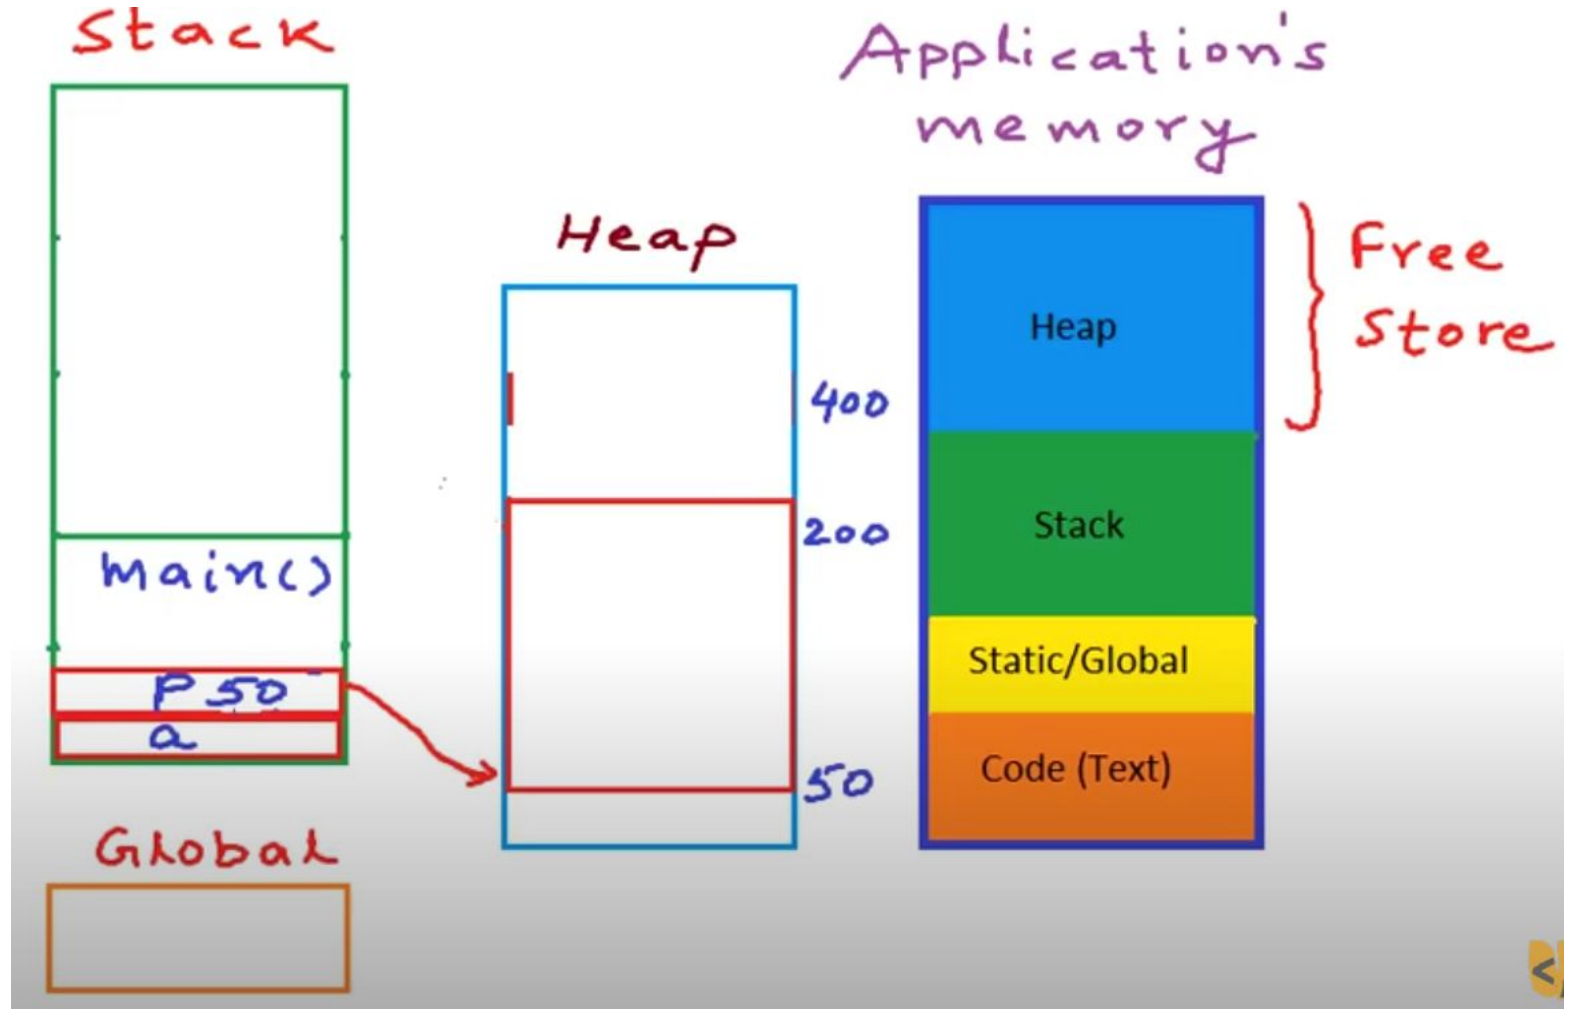 Stack
main()
P 50
a
Global
Heap
400
200
50
Application's
memory
Heap
Stack
Static/Global
Code (Text)
Free
Store
<